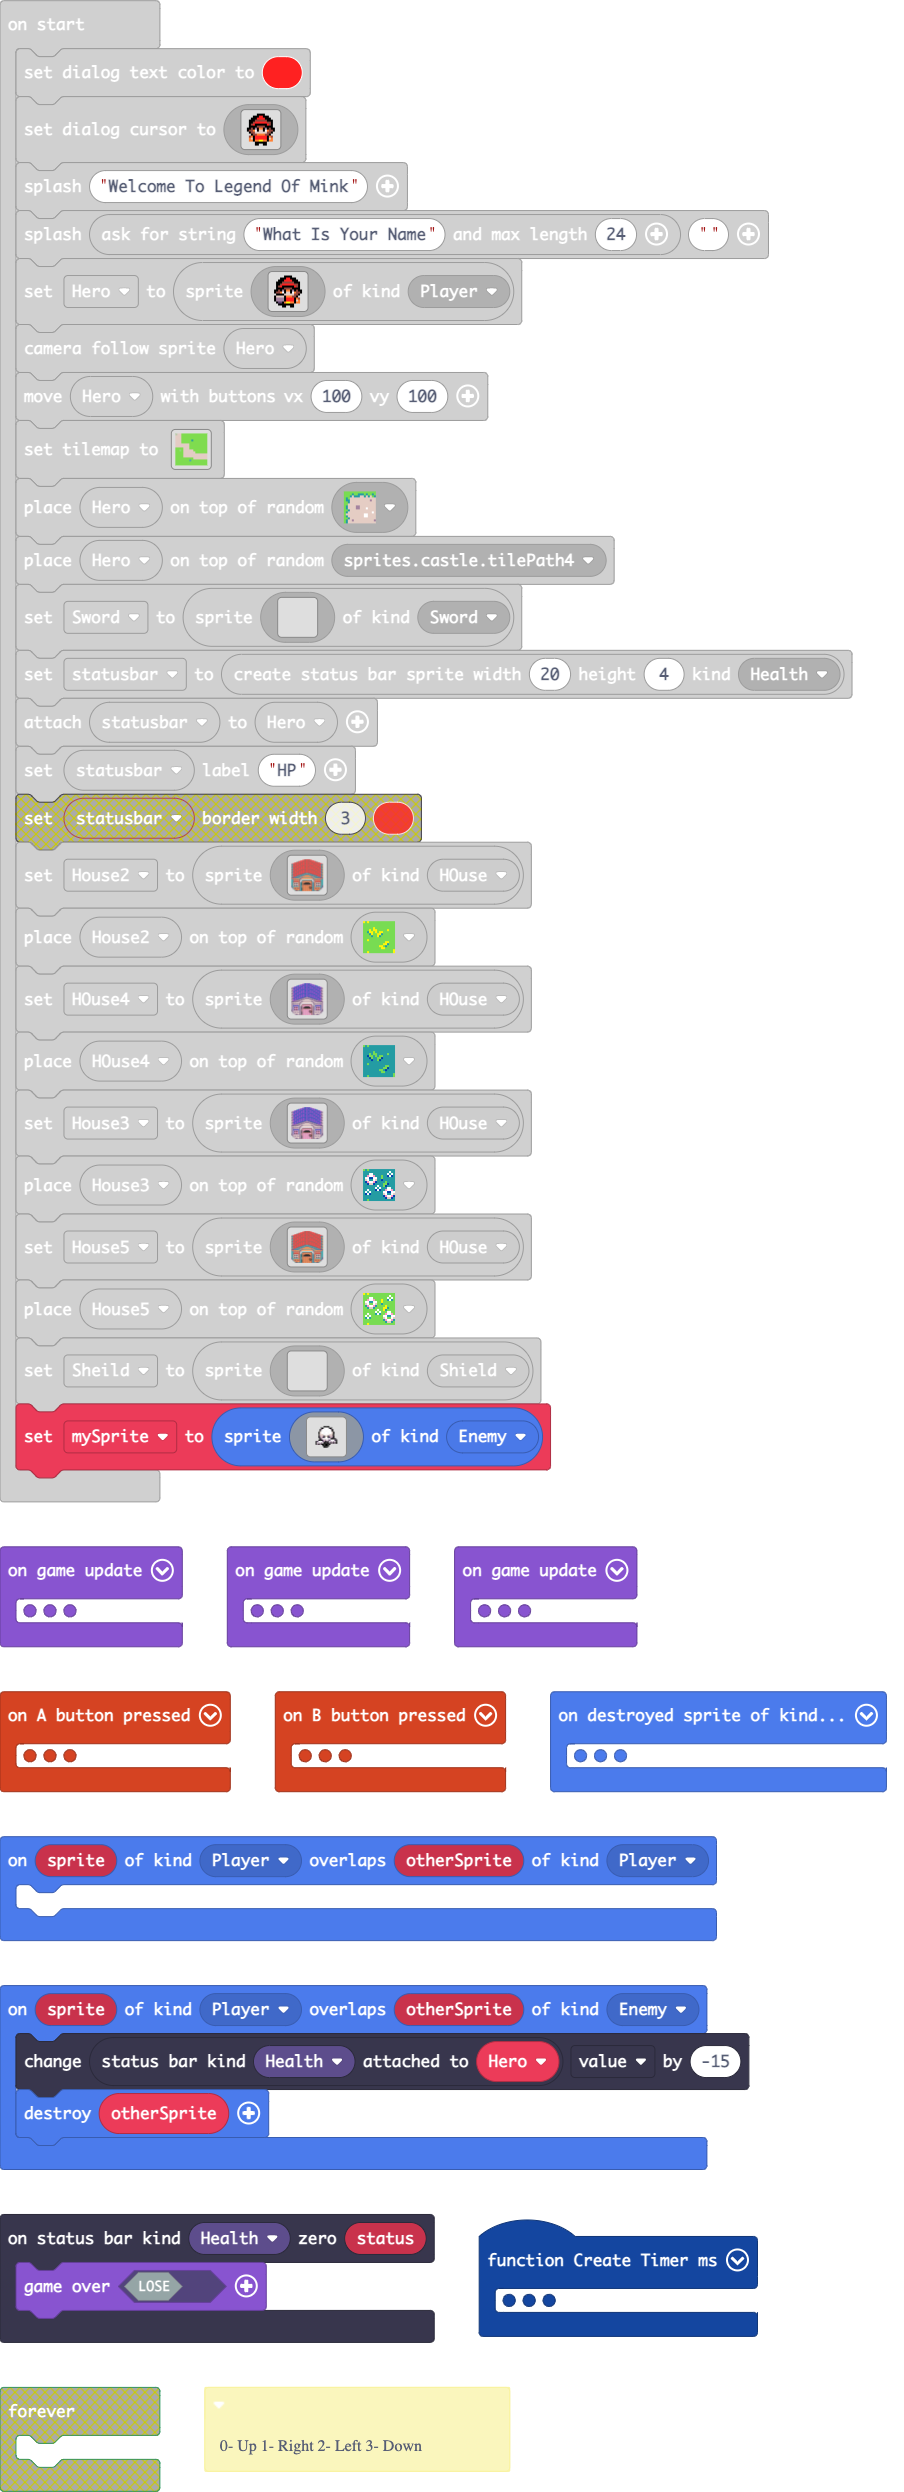 on start
set dialog text color to
set dialog cursor to
splash "Welcome To Legend Of Mink"
splash ask for string "What Is Your Name" and max length 24 " "
set Hero to sprite of kind Player
camera follow sprite Hero
move Hero with buttons vx 100 vy 100
set tilemap to
place Hero on top of random
place Hero on top of random sprites.castle.tilePath4
set Sword to sprite of kind Sword
set statusbar to create status bar sprite width 20 height 4 kind Health
attach statusbar to Hero
set statusbar label "HP"
set statusbar border width 3
set House2 to sprite of kind HOuse
place House2 on top of random
set HOuse4 to sprite of kind HOuse
place HOuse4 on top of random
set House3 to sprite of kind HOuse
place House3 on top of random
set House5 to sprite of kind HOuse
place House5 on top of random
set Sheild to sprite of kind Shield
set mySprite to sprite of kind Enemy
on game update on game update on game update
on A button pressed on B button pressed on destroyed sprite of kind...
on sprite of kind Player overlaps otherSprite of kind Player
on sprite of kind Player overlaps otherSprite of kind Enemy
change status bar kind Health attached to Hero value by -15
destroy otherSprite
on status bar kind Health zero status
game over LOSE
function Create Timer ms
forever
0- Up 1- Right 2- Left 3- Down